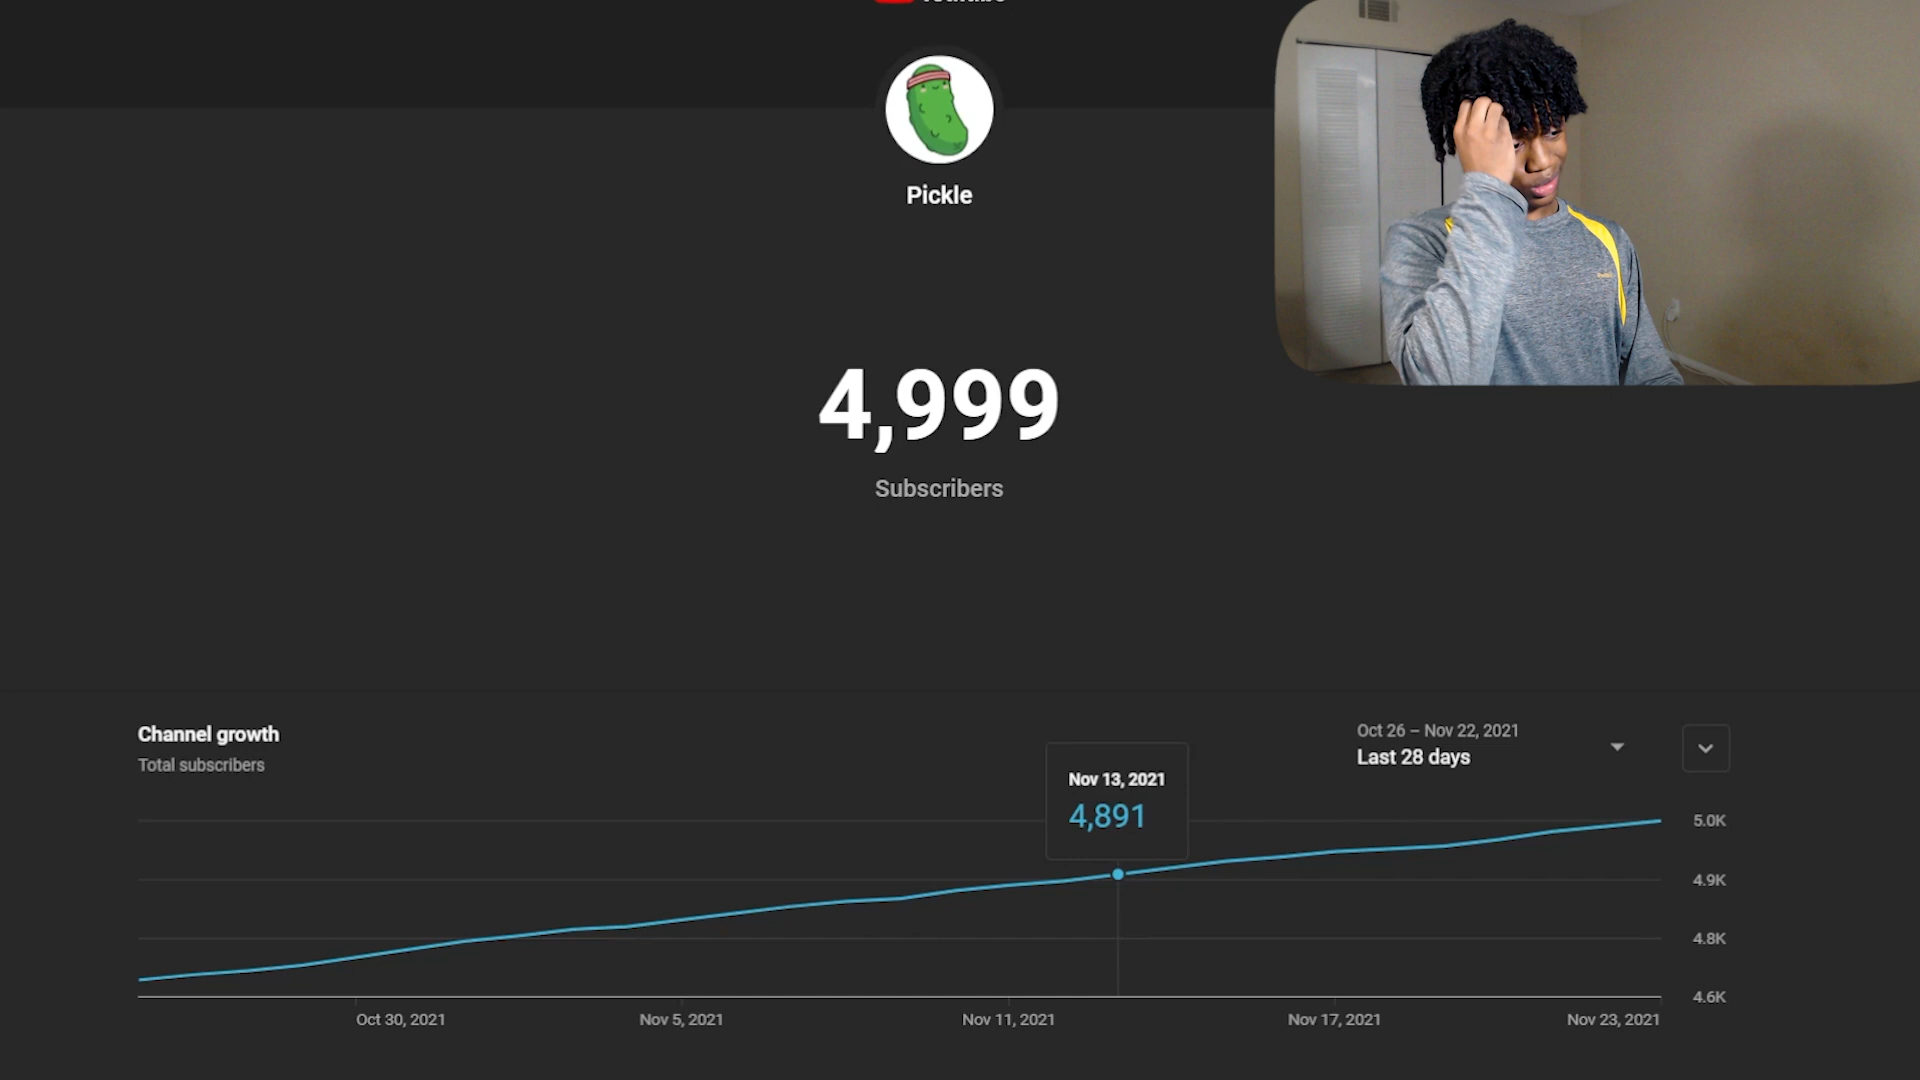 Pickle
4,999
Subscribers
Channel growth
Total subscribers
Oct 26 – Nov 22, 2021
Last 28 days
Nov 13, 2021
4,891
5.0K
4.9K
4.8K
4.6K
Oct 30, 2021
Nov 5, 2021
Nov 11, 2021
Nov 17, 2021
Nov 23, 2021